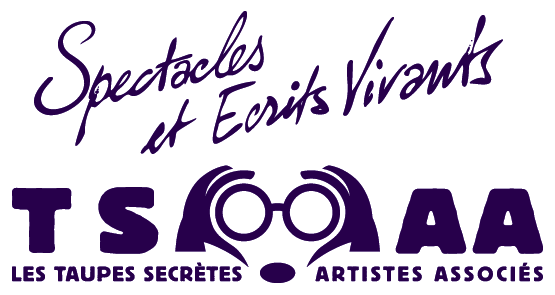 Spectacles
et Ecrits Vivants
TS AA
LES TAUPES SECRÈTES ARTISTES ASSOCIÉS